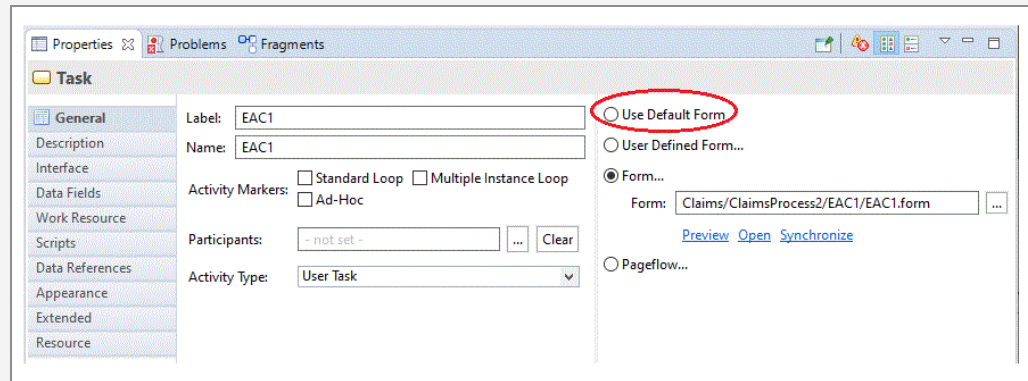 Properties Problems Fragments
Task
General
Description
Interface
Data Fields
Work Resource
Scripts
Data References
Appearance
Extended
Resource
Label: EAC1
Name: EAC1
Activity Markers: Standard Loop Multiple Instance Loop
Ad-Hoc
Participants: - not set - ... Clear
Activity Type: User Task
Use Default Form
User Defined Form...
Form...
Form: Claims/ClaimsProcess2/EAC1/EAC1.form ...
Preview Open Synchronize
Pageflow...